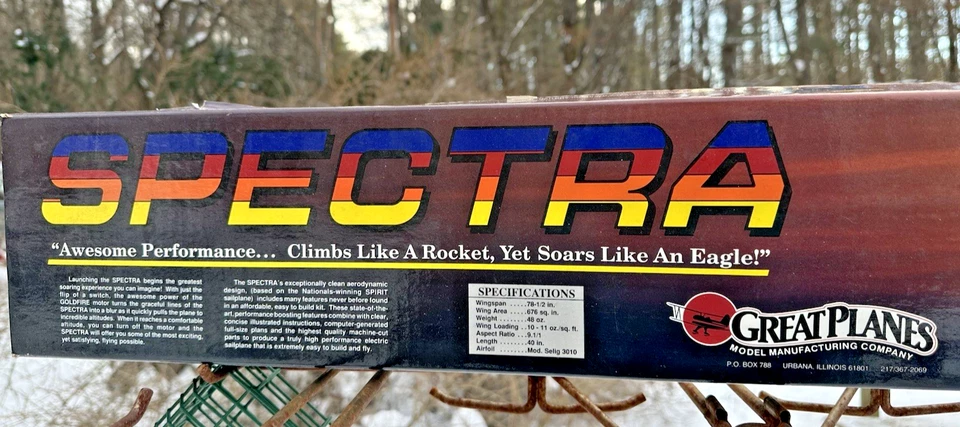 SPECTRA
“Awesome Performance... Climbs Like A Rocket, Yet Soars Like An Eagle!”
Launching the SPECTRA begins the greatest
soaring experience you can imagine! With just the
flip of a switch, the awesome power of the
GOLDFIRE motor turns the graceful lines of the
SPECTRA into a blur as it quickly pulls the plane to
incredible altitudes. When it reaches a comfortable
altitude, you can turn off the motor and the
SPECTRA will offer you some of the most exciting,
yet satisfying, flying possible.
The SPECTRA's exceptionally clean aerodynamic
design, (based on the Nationals-winning SPIRIT
sailplane) includes many features never before found
in an affordable, easy to build kit. These state-of-the-
art, performance boosting features combine with clear,
concise illustrated instructions, computer-generated
full-size plans and the highest quality machine-cut
parts to produce a truly high performance electric
sailplane that is extremely easy to build and fly.
SPECIFICATIONS
Wingspan .....78-1/2 in.
Wing Area ....676 sq. in.
Weight ........48 oz.
Wing Loading ..10 - 11 oz./sq. ft.
Aspect Ratio ...9.1/1
Length ........40 in.
Airfoil ........Mod. Selig 3010
GREAT PLANES
MODEL MANUFACTURING COMPANY
P.O. BOX 788 URBANA, ILLINOIS 61801 217/367-2069